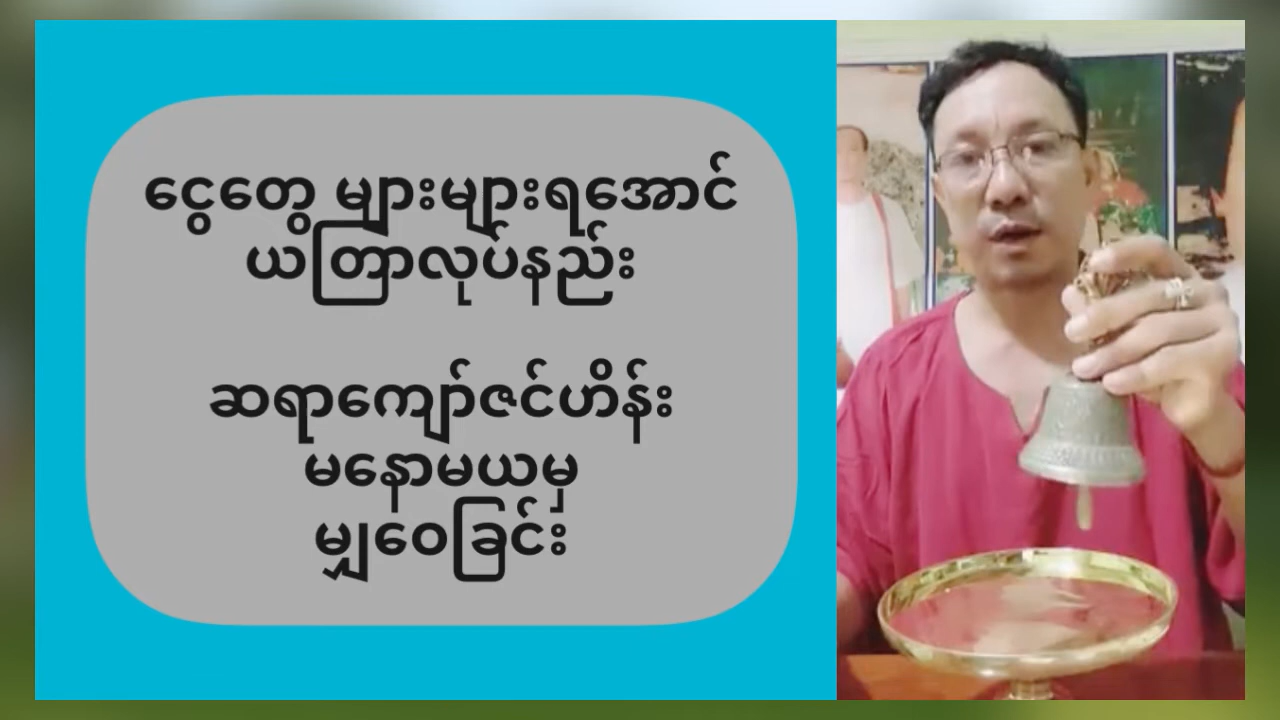 ငွေတွေ များများရအောင်
ယတြာလုပ်နည်း
ဆရာကျော်ဇင်ဟိန်း
မနောမယမှ
မျှဝေခြင်း